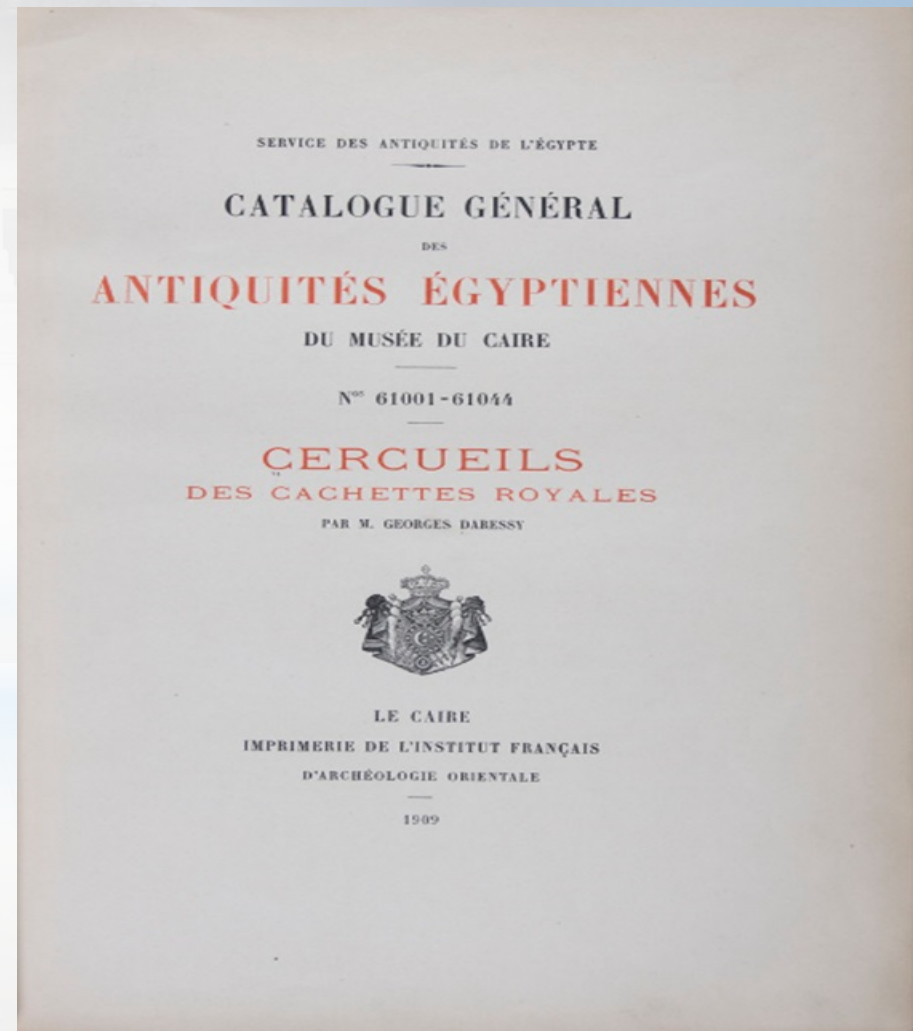 SERVICE DES ANTIQUITÉS DE L'ÉGYPTE
CATALOGUE GÉNÉRAL
DES
ANTIQUITÉS ÉGYPTIENNES
DU MUSÉE DU CAIRE
Nos 61001-61044
CERCUEILS
DES CACHETTES ROYALES
PAR M. GEORGES DARESSY
LE CAIRE
IMPRIMERIE DE L'INSTITUT FRANÇAIS
D'ARCHÉOLOGIE ORIENTALE
1909